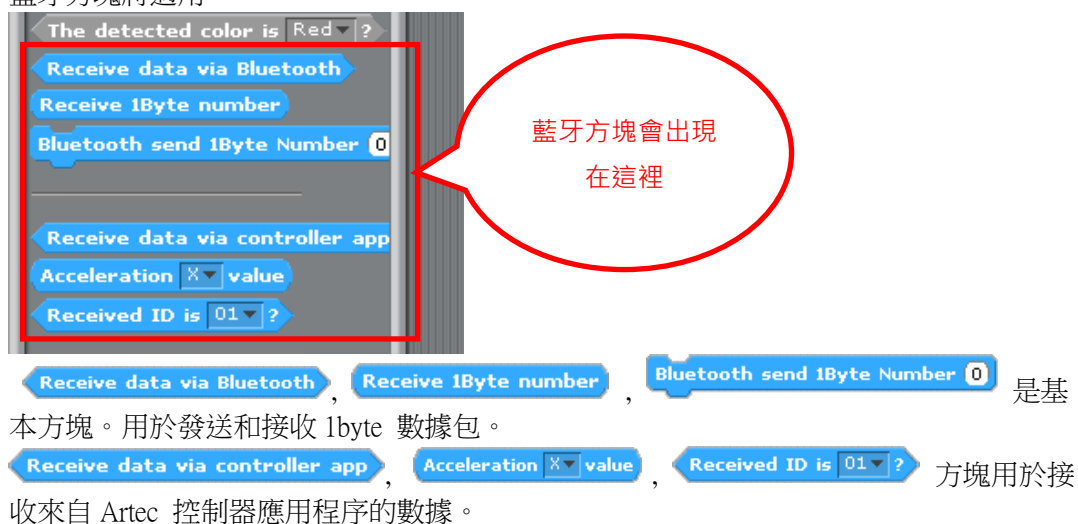 The detected color is Red ?
Receive data via Bluetooth
Receive 1Byte number
Bluetooth send 1Byte Number 0
藍牙方塊會出現
在這裡
Receive data via controller app
Acceleration X value
Received ID is 01 ?
Receive data via Bluetooth , Receive 1Byte number , Bluetooth send 1Byte Number 0 是基
本方塊。用於發送和接收 1byte 數據包。
Receive data via controller app , Acceleration X value , Received ID is 01 ? 方塊用於接
收來自 Artec 控制器應用程序的數據。